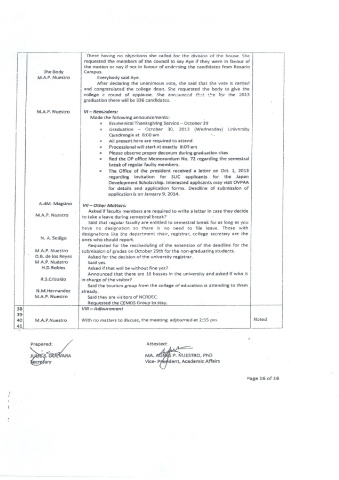 There having no objections she called for the division of the house. She
requested the members of the council to say Aye if they were in favour of
the motion or nay if not in favour of endorsing the candidates from Rosario
The Body Campus.
M.A.P. Nuestro Everybody said Aye.
After declaring the unanimous vote, she said that the vote is carried
and congratulated the college dean. She requested the body to give the
college a round of applause. She announced that the for the 2013
graduation there will be 336 candidates.
M.A.P. Nuestro VI – Reminders:
Made the following announcements:
• Ecumenical Thanksgiving Service – October 29
• Graduation – October 30, 2013 (Wednesday) University
Quadrangle at 8:00 am
• All present here are required to attend
• Processional will start at exactly 8:00 am
• Please observe proper decorum during graduation rites
• Red the OP office Memorandum No. 72 regarding the semestral
break of regular faculty members.
• The Office of the president received a letter on Oct. 1, 2013
regarding invitation for SUC applicants for the Japan
Development Scholarship. Interested applicants may visit OVPAA
for details and application forms. Deadline of submission of
application is on January 9, 2014.
A.dM. Magsino VII – Other Matters:
Asked if faculty members are required to write a letter in case they decide
M.A.P. Nuestro to take a leave during semestral break?
Said that regular faculty are entitled to semestral break for as long as you
have no designation so there is no need to file leave. Those with
designations like the department chair, registrar, college secretary are the
N. A. Seliga ones who should report.
Requested for the rescheduling of the extension of the deadline for the
M.A.P. Nuestro submission of grades on October 29th for the non-graduating students.
D.B. de los Reyes Asked for the decision of the university registrar.
M.A.P. Nuestro Said yes.
H.D. Robles Asked if that will be without fine yet?
Announced that there are 10 busses in the university and asked if who is
R.S. in charge of the visitor?
Said the tourism group from the college of education is attending to them
N.M. Hernandez already.
M.A.P. Nuestro Said they are visitors of NCRDEC.
Requested the CEMDS Group to stay.
38 VIII – Adjournment
39
40 M.A.P. Nuestro With no matters to discuss, the meeting adjourned at 2:55 pm. Noted
41
Prepared: Attested:
GUEVARA MA. P. NUESTRO, PhD
Secretary Vice-President, Academic Affairs
Page 18 of 18